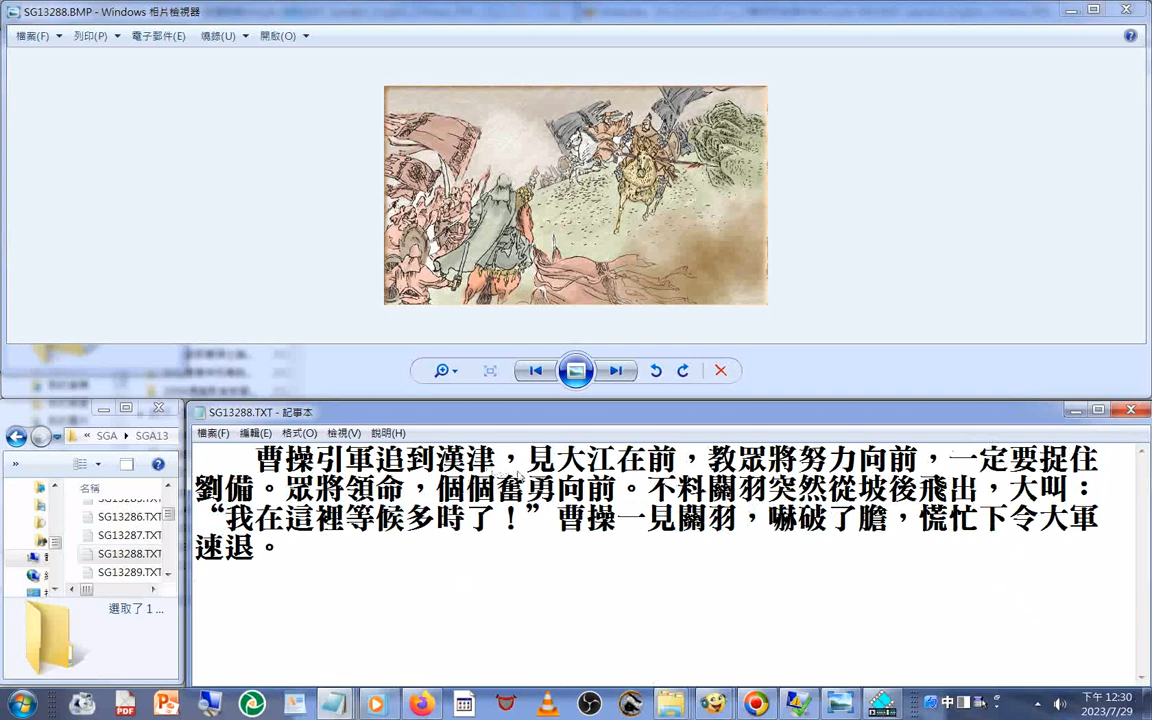 SG13288.BMP - Windows 相片檢視器
檔案(F) 列印(P) 電子郵件(E) 燒錄(U) 開啟(O)
SG13288.TXT - 記事本
« SGA ▸ SGA13
檔案(F) 編輯(E) 格式(O) 檢視(V) 說明(H)
»
名稱
SG13286.TXT
SG13287.TXT
SG13288.TXT
SG13289.TXT
選取了 1 ...
曹操引軍追到漢津，見大江在前，教眾將努力向前，一定要捉住
劉備。眾將領命，個個奮勇向前。不料關羽突然從坡後飛出，大叫：
“我在這裡等候多時了！”曹操一見關羽，嚇破了膽，慌忙下令大軍
速退。
PDF
中
下午 12:30
2023/7/29